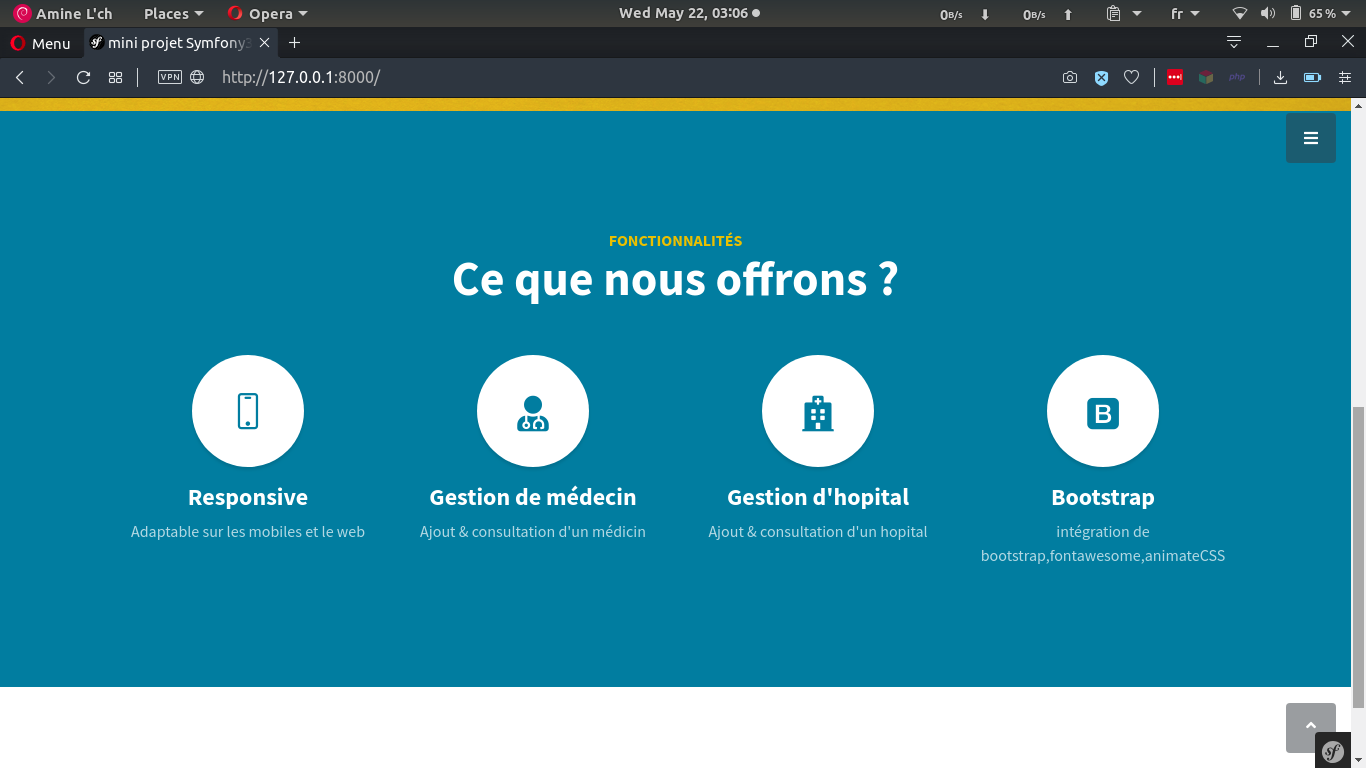 Amine L'ch Places Opera Wed May 22, 03:06 0B/s 0B/s fr 65 %
Menu mini projet Symfony3
VPN http://127.0.0.1:8000/ php
FONCTIONNALITÉS
Ce que nous offrons ?
B
Responsive Gestion de médecin Gestion d'hopital Bootstrap
Adaptable sur les mobiles et le web Ajout & consultation d'un médicin Ajout & consultation d'un hopital intégration de
bootstrap,fontawesome,animateCSS
sf